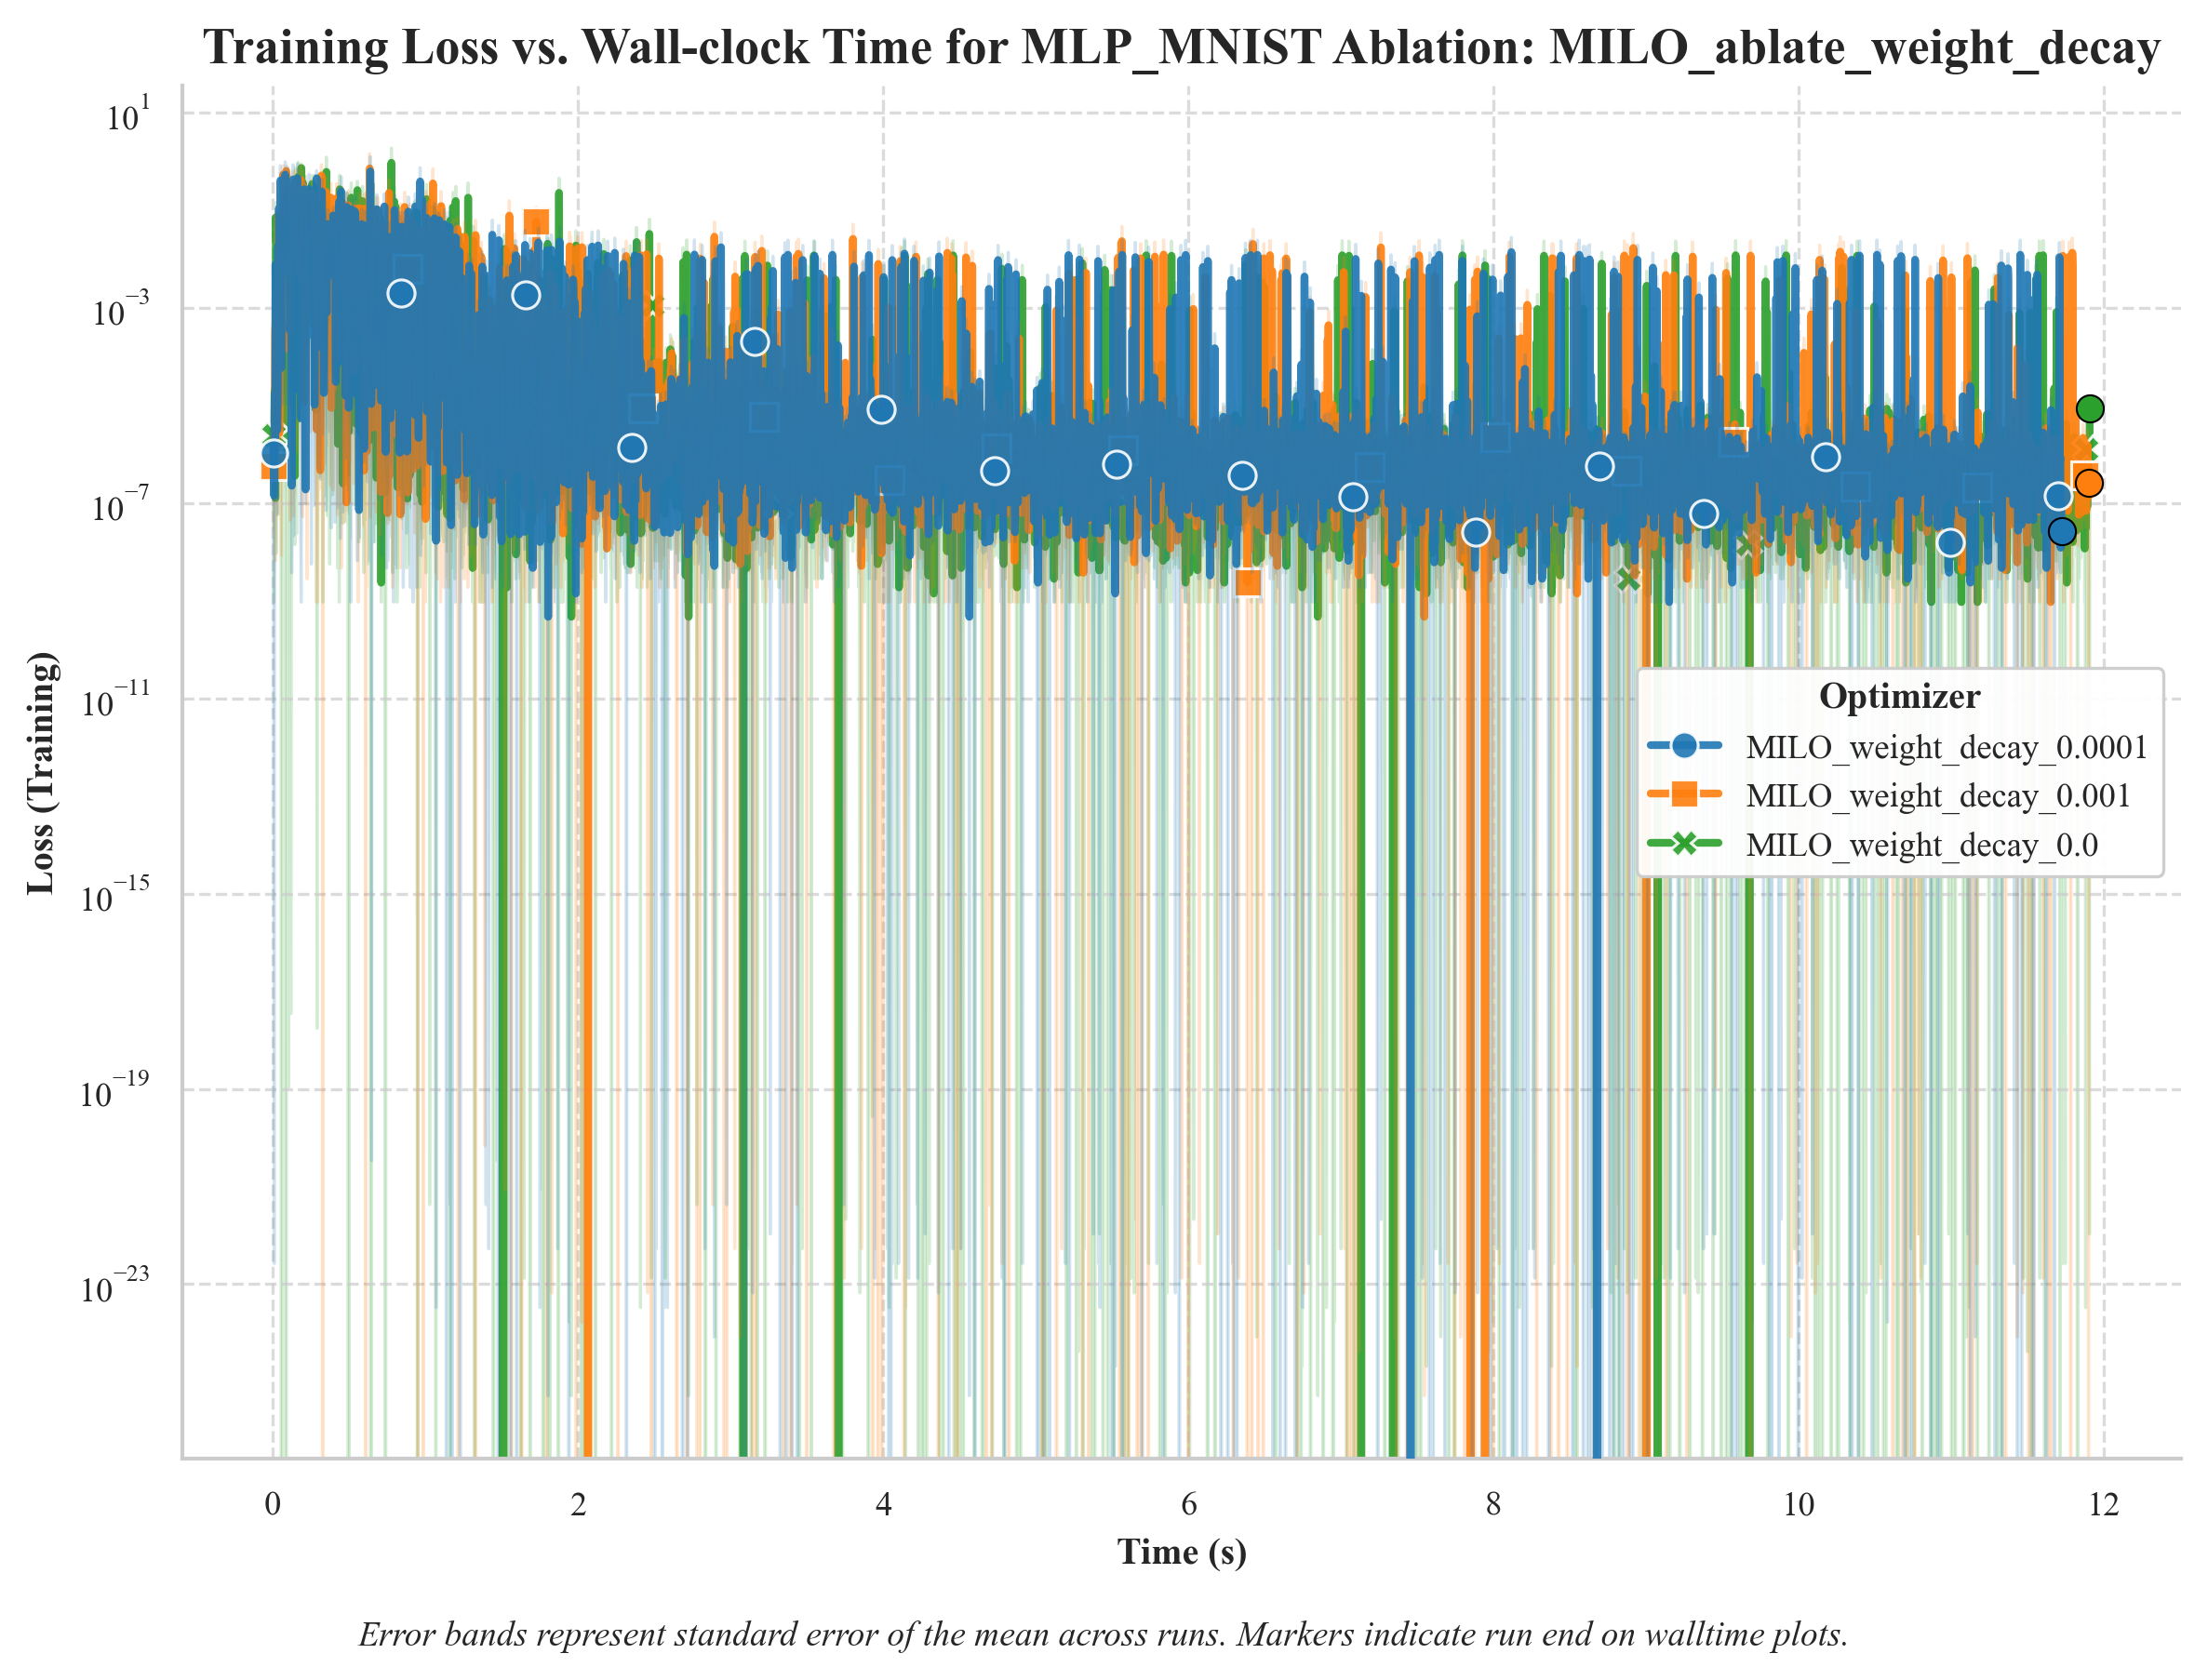 Training Loss vs. Wall-clock Time for MLP_MNIST Ablation: MILO_ablate_weight_decay
10^1
10^−3
10^−7
10^−11
10^−15
10^−19
10^−23
Loss (Training)
Optimizer
MILO_weight_decay_0.0001
MILO_weight_decay_0.001
MILO_weight_decay_0.0
0 2 4 6 8 10 12
Time (s)
Error bands represent standard error of the mean across runs. Markers indicate run end on walltime plots.